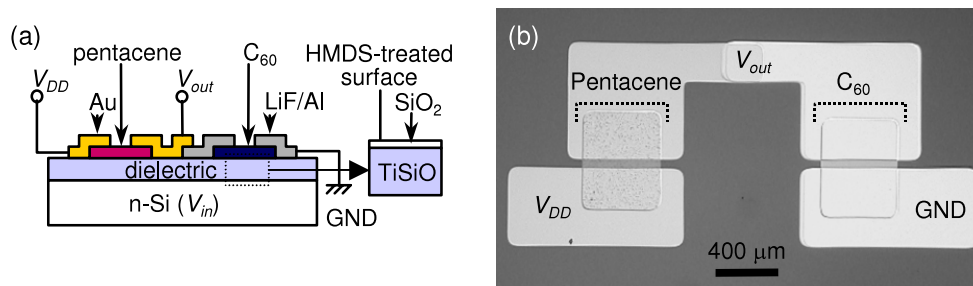 (a)
pentacene
C60
HMDS-treated
surface
VDD
Vout
Au
LiF/Al
SiO2
dielectric
TiSiO
n-Si (Vin)
GND
(b)
Vout
Pentacene
C60
VDD
GND
400 μm